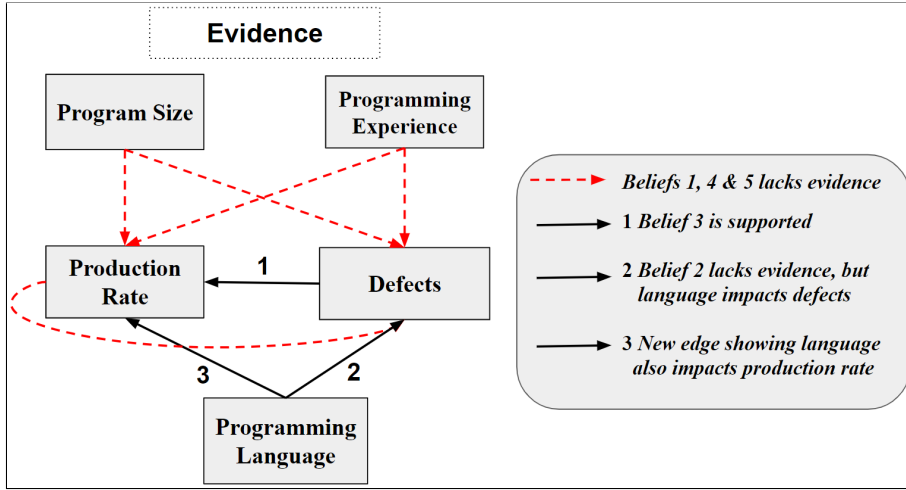 Evidence
Program Size
Programming
Experience
Production
Rate
Defects
Programming
Language
1
2
3
Beliefs 1, 4 & 5 lacks evidence
1 Belief 3 is supported
2 Belief 2 lacks evidence, but
language impacts defects
3 New edge showing language
also impacts production rate